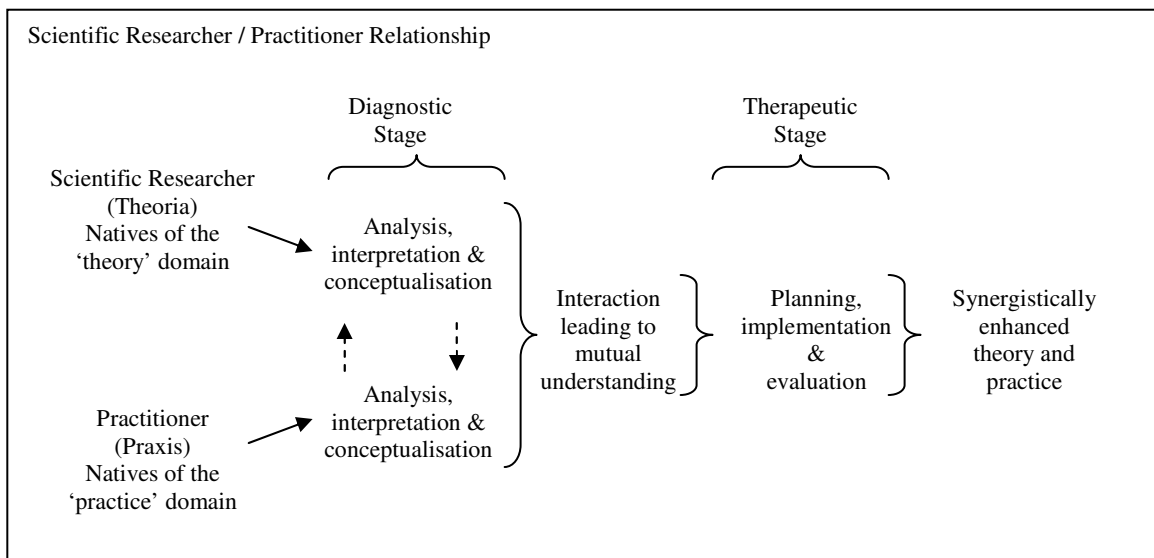 Scientific Researcher / Practitioner Relationship
Diagnostic
Stage
Therapeutic
Stage
Scientific Researcher
(Theoria)
Natives of the
‘theory’ domain
Analysis,
interpretation &
conceptualisation
Practitioner
(Praxis)
Natives of the
‘practice’ domain
Analysis,
interpretation &
conceptualisation
Interaction
leading to
mutual
understanding
Planning,
implementation
&
evaluation
Synergistically
enhanced
theory and
practice